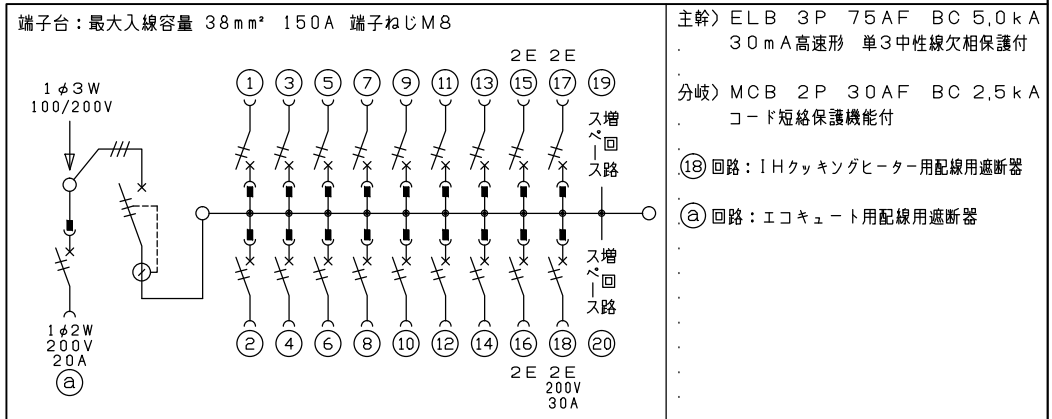 端子台：最大入線容量 38mm² 150A 端子ねじM8
2E 2E
① ③ ⑤ ⑦ ⑨ ⑪ ⑬ ⑮ ⑰ ⑲
1φ3W
100/200V
増回路
スペース
増回路
スペース
② ④ ⑥ ⑧ ⑩ ⑫ ⑭ ⑯ ⑱ ⑳
2E 2E
200V
30A
1φ2W
200V
20A
ⓐ
主幹）ELB 3P 75AF BC 5,0kA
30mA高速形 単3中性線欠相保護付
分岐）MCB 2P 30AF BC 2,5kA
コード短絡保護機能付
⑱回路：IHクッキングヒーター用配線用遮断器
ⓐ回路：エコキュート用配線用遮断器